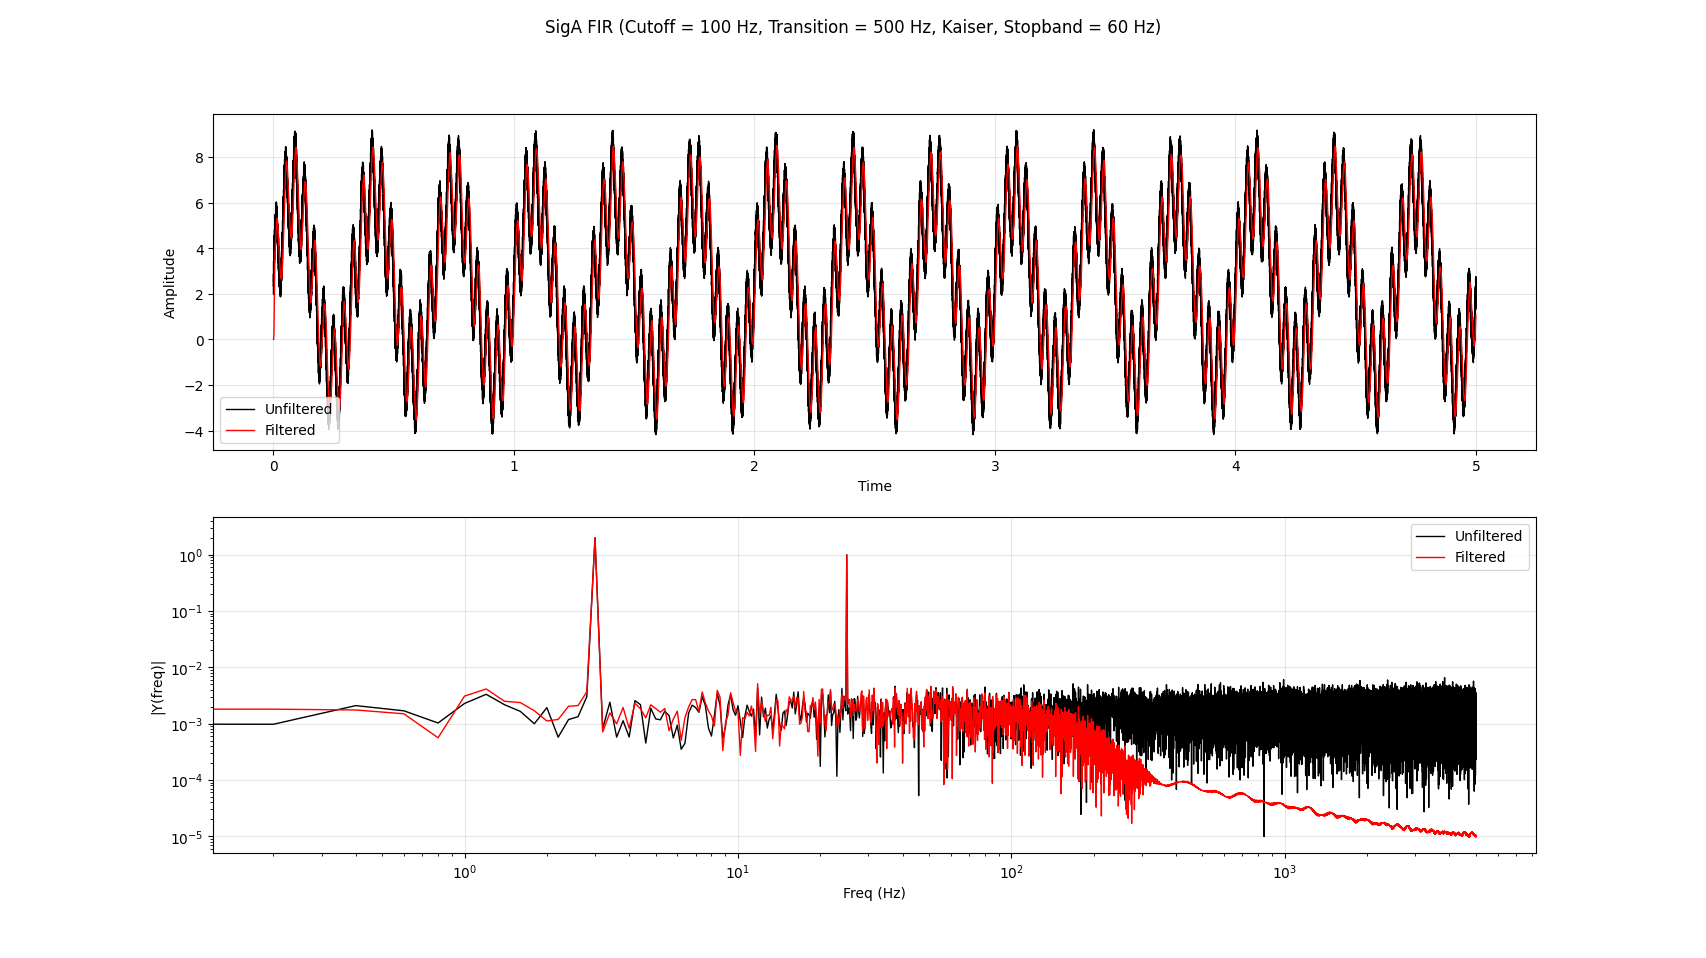 SigA FIR (Cutoff = 100 Hz, Transition = 500 Hz, Kaiser, Stopband = 60 Hz)
8
6
4
2
0
−2
−4
Amplitude
Unfiltered
Filtered
0 1 2 3 4 5
Time
10⁰
10⁻¹
10⁻²
10⁻³
10⁻⁴
10⁻⁵
|Y(freq)|
Unfiltered
Filtered
10⁰ 10¹ 10² 10³
Freq (Hz)